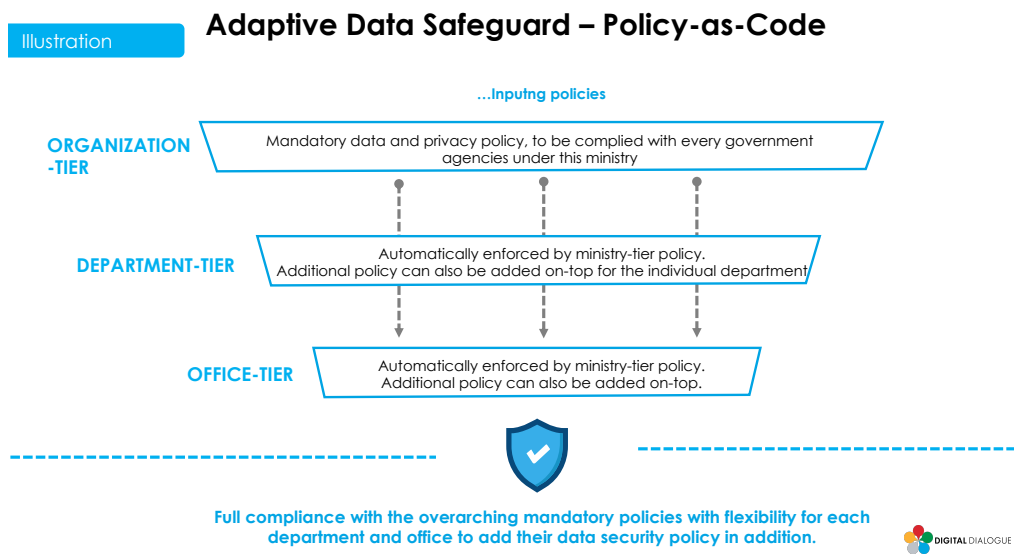 Illustration
Adaptive Data Safeguard – Policy-as-Code
...Inputng policies
ORGANIZATION
-TIER
Mandatory data and privacy policy, to be complied with every government
agencies under this ministry
DEPARTMENT-TIER
Automatically enforced by ministry-tier policy.
Additional policy can also be added on-top for the individual department
OFFICE-TIER
Automatically enforced by ministry-tier policy.
Additional policy can also be added on-top.
Full compliance with the overarching mandatory policies with flexibility for each
department and office to add their data security policy in addition.
DIGITAL DIALOGUE